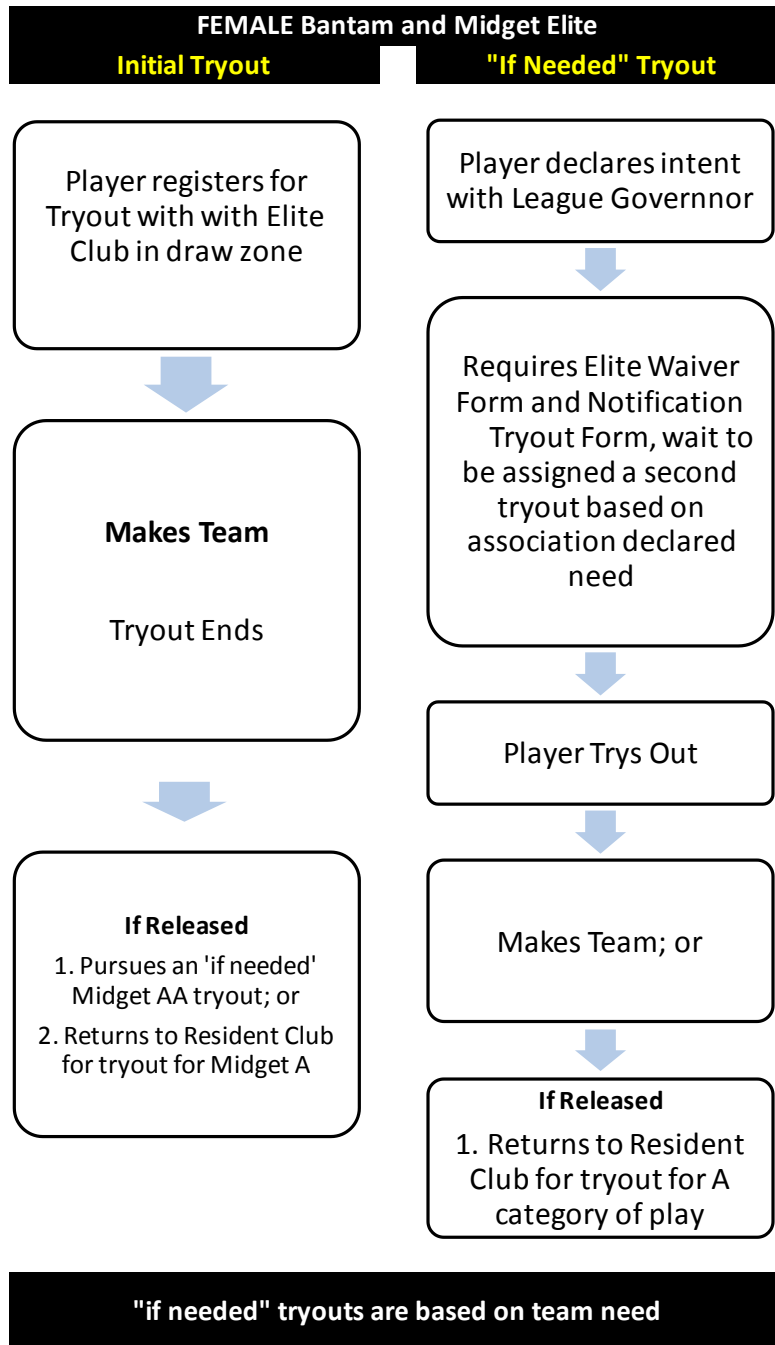 FEMALE Bantam and Midget Elite
Initial Tryout
Player registers for
Tryout with with Elite
Club in draw zone
Makes Team
Tryout Ends
If Released
1. Pursues an 'if needed'
Midget AA tryout; or
2. Returns to Resident Club
for tryout for Midget A
"If Needed" Tryout
Player declares intent
with League Governnor
Requires Elite Waiver
Form and Notification
Tryout Form, wait to
be assigned a second
tryout based on
association declared
need
Player Trys Out
Makes Team; or
If Released
1. Returns to Resident
Club for tryout for A
category of play
"if needed" tryouts are based on team need